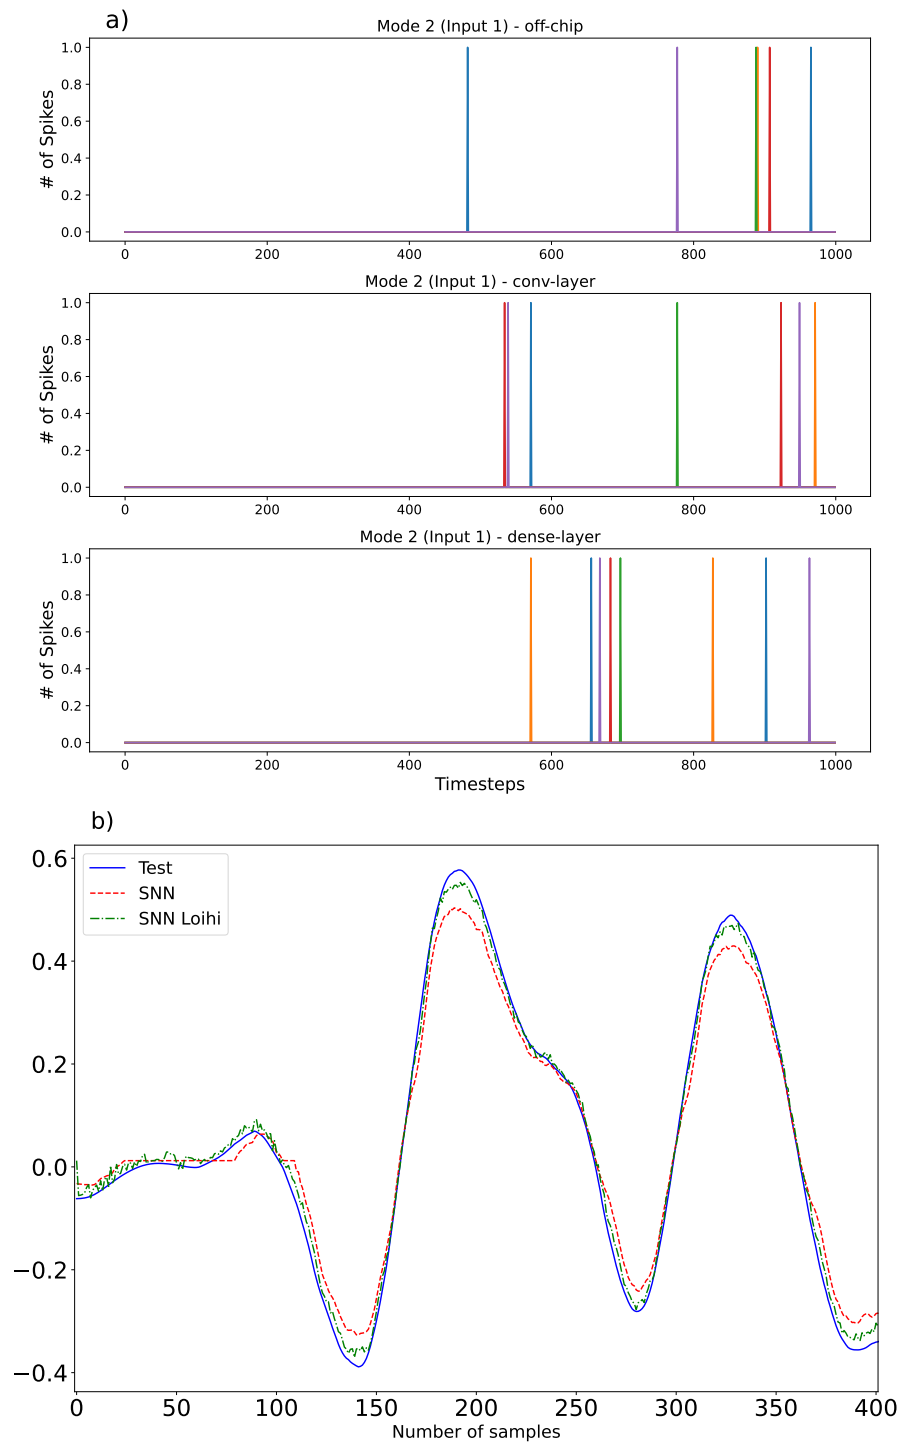 a)
Mode 2 (Input 1) - off-chip
# of Spikes
1.0
0.8
0.6
0.4
0.2
0.0
0 200 400 600 800 1000
Mode 2 (Input 1) - conv-layer
# of Spikes
1.0
0.8
0.6
0.4
0.2
0.0
0 200 400 600 800 1000
Mode 2 (Input 1) - dense-layer
# of Spikes
1.0
0.8
0.6
0.4
0.2
0.0
0 200 400 600 800 1000
Timesteps
b)
Test
SNN
SNN Loihi
0.6
0.4
0.2
0.0
−0.2
−0.4
0 50 100 150 200 250 300 350 400
Number of samples